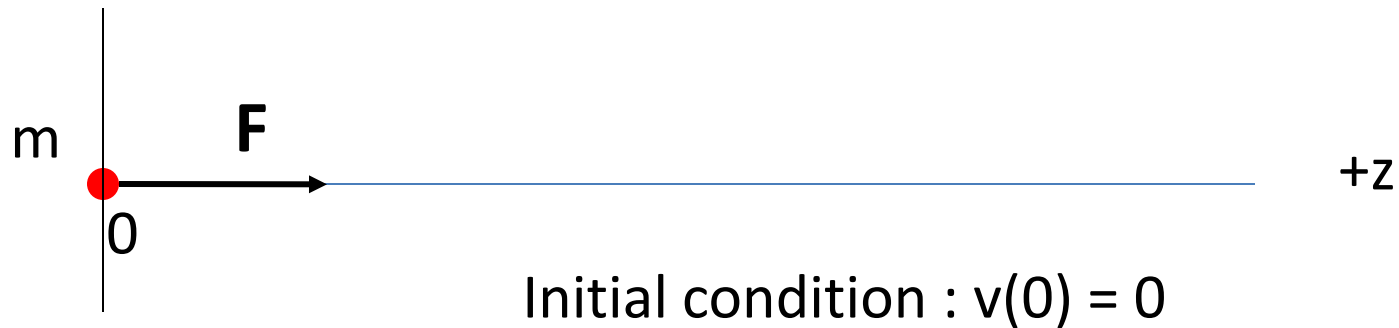 F
m
+z
0
Initial condition : v(0) = 0